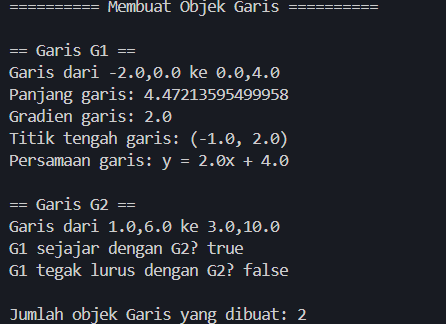 ========== Membuat Objek Garis ==========
== Garis G1 ==
Garis dari -2.0,0.0 ke 0.0,4.0
Panjang garis: 4.47213595499958
Gradien garis: 2.0
Titik tengah garis: (-1.0, 2.0)
Persamaan garis: y = 2.0x + 4.0
== Garis G2 ==
Garis dari 1.0,6.0 ke 3.0,10.0
G1 sejajar dengan G2? true
G1 tegak lurus dengan G2? false
Jumlah objek Garis yang dibuat: 2